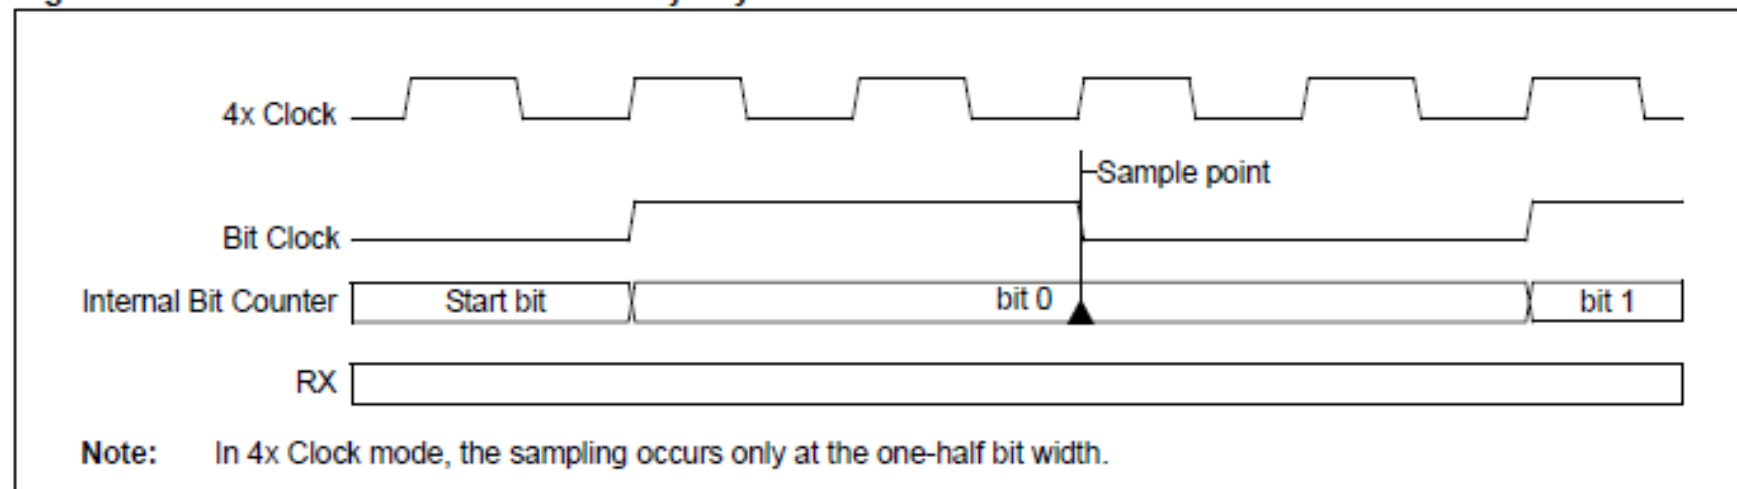 4x Clock
Sample point
Bit Clock
Internal Bit Counter Start bit bit 0 bit 1
RX
Note: In 4x Clock mode, the sampling occurs only at the one-half bit width.